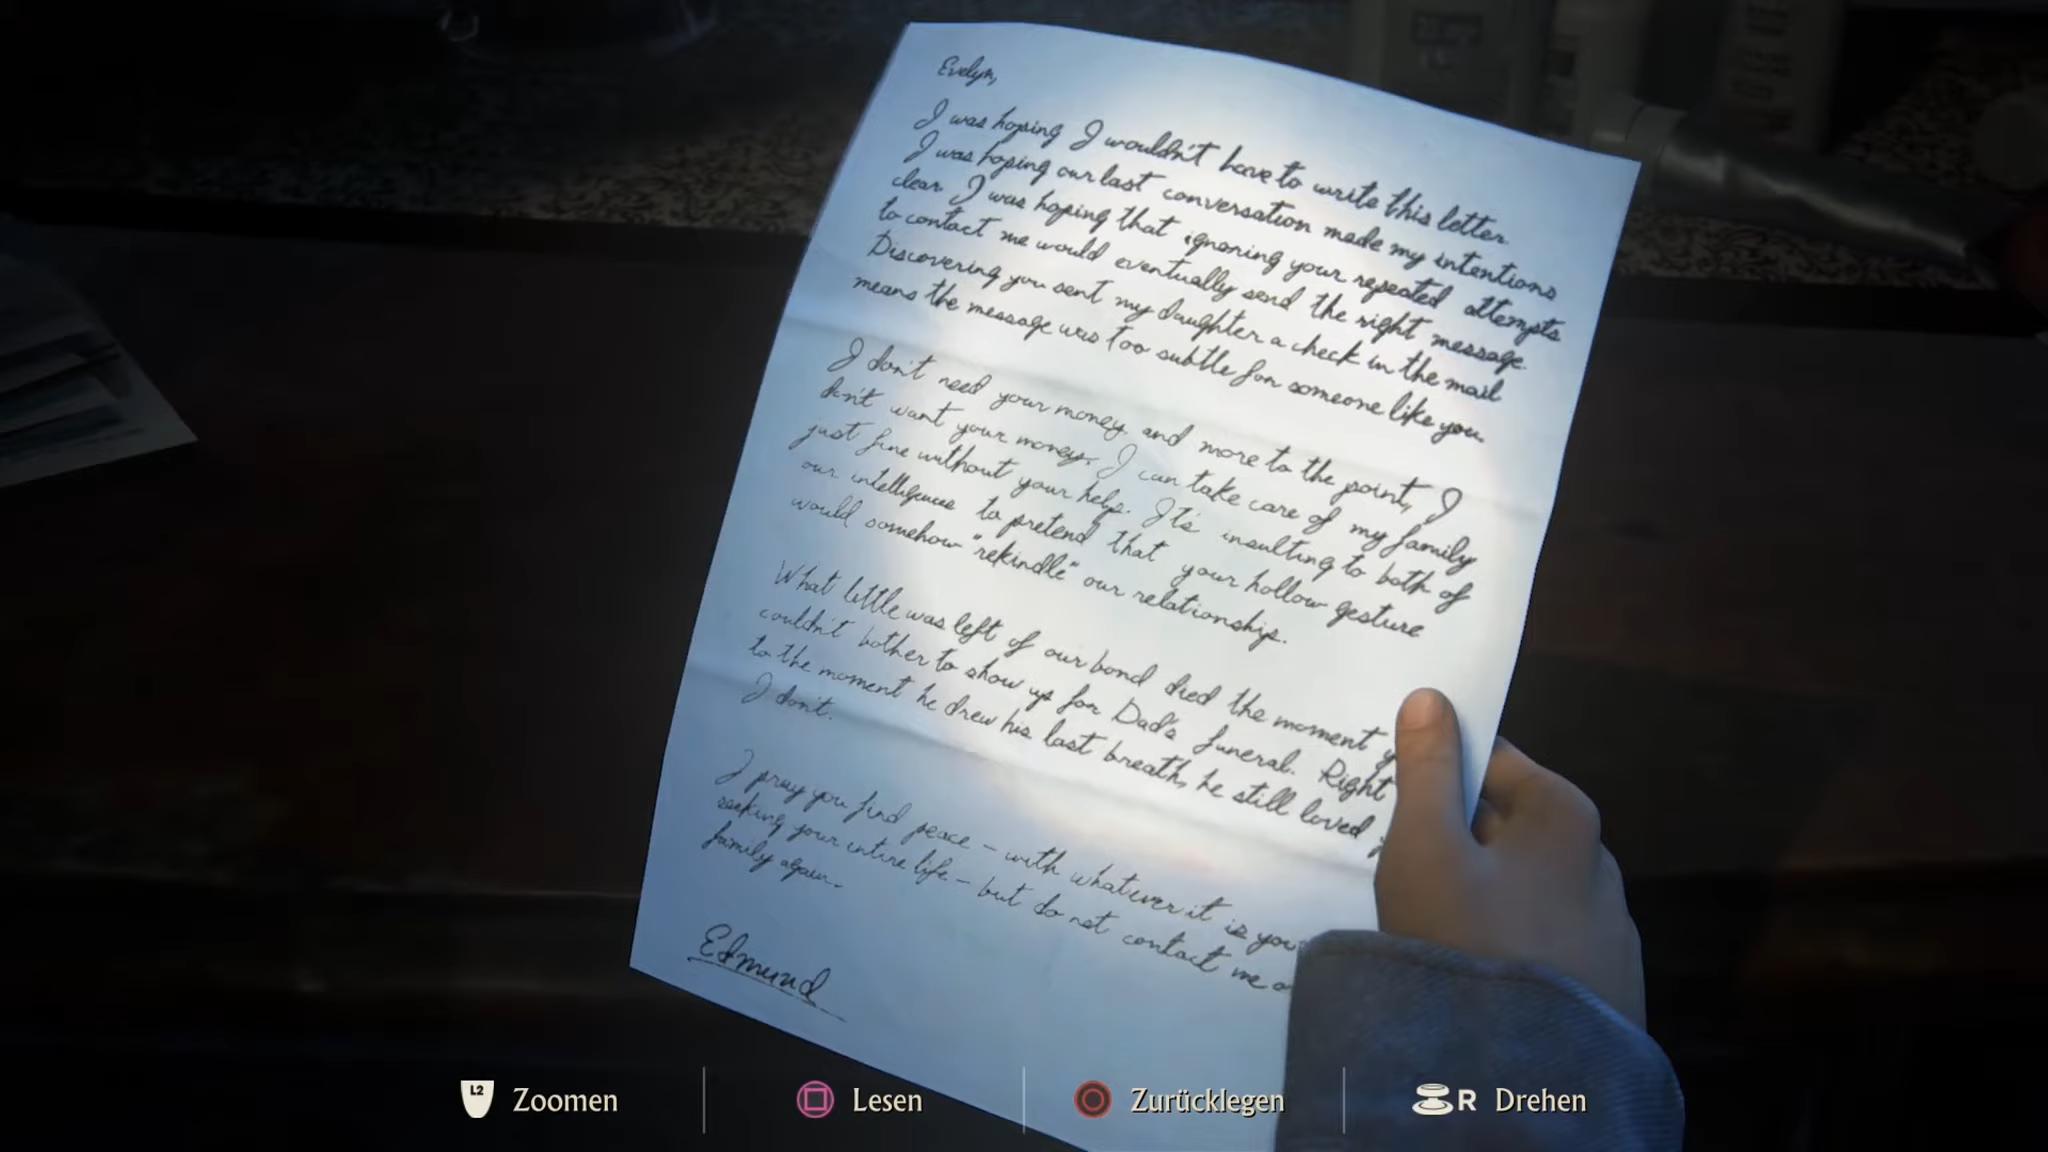 Evelyn,
I was hoping I wouldn't have to write this letter.
I was hoping our last conversation made my intentions
clear. I was hoping that ignoring your repeated attempts
to contact me would eventually send the right message.
Discovering you sent my daughter a check in the mail
means the message was too subtle for someone like you.
I don't need your money and more to the point, I
don't want your money. I can take care of my family
just fine without your help. It's insulting to both of
our intelligences to pretend that your hollow gesture
would somehow "rekindle" our relationship.
What little was left of our bond died the moment
couldn't bother to show up for Dad's funeral. Right
to the moment he drew his last breath, he still loved
I don't.
I pray you find peace – with whatever it is
seeking your entire life – but do not contact me or
family again.
Edmund
L2 Zoomen
Lesen
Zurücklegen
R Drehen